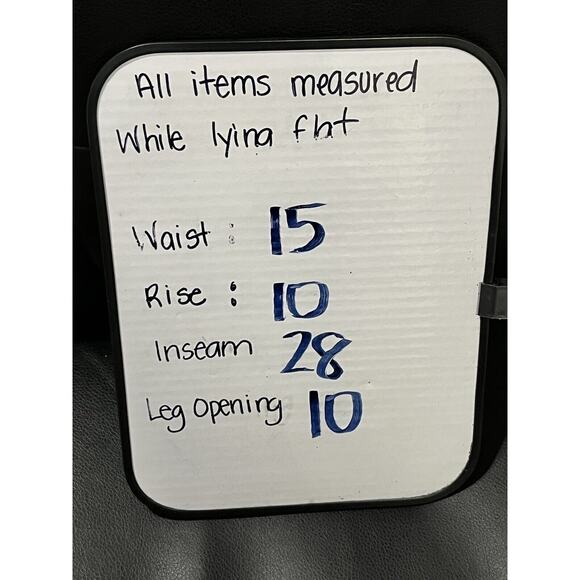 All items measured
While lying flat
Waist : 15
Rise : 10
Inseam 28
Leg Opening 10